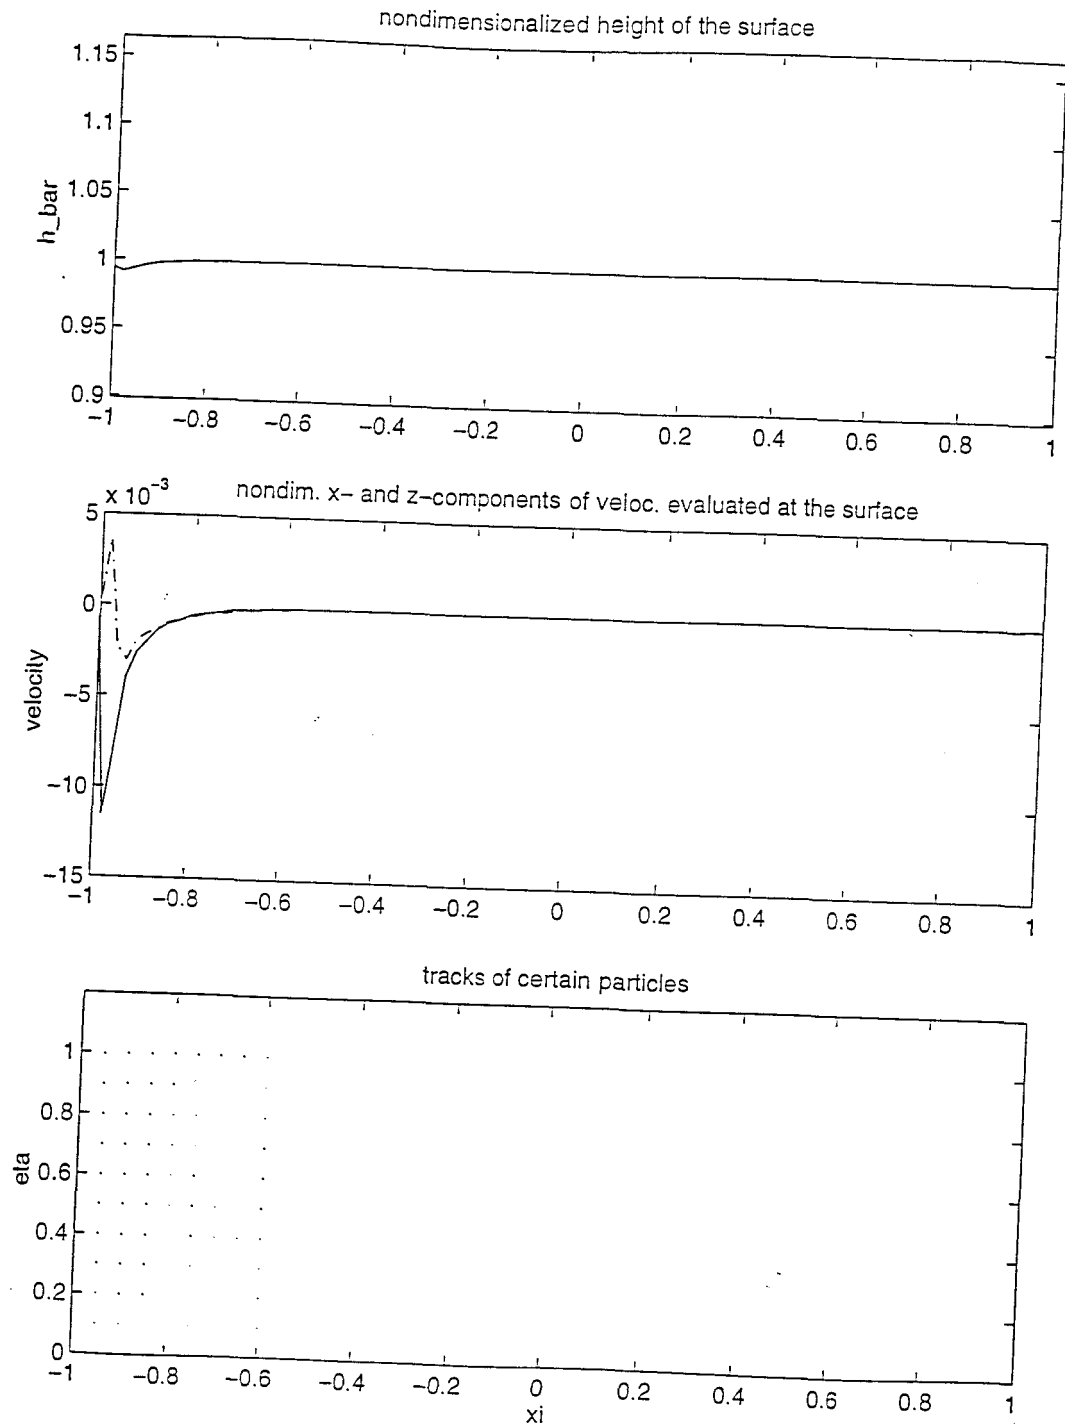 nondimensionalized height of the surface
1.15
1.1
1.05
1
0.95
0.9
h_bar
−1 −0.8 −0.6 −0.4 −0.2 0 0.2 0.4 0.6 0.8 1
x 10−3
nondim. x− and z−components of veloc. evaluated at the surface
5
0
−5
−10
−15
velocity
−1 −0.8 −0.6 −0.4 −0.2 0 0.2 0.4 0.6 0.8 1
tracks of certain particles
1
0.8
0.6
0.4
0.2
0
eta
−1 −0.8 −0.6 −0.4 −0.2 0 0.2 0.4 0.6 0.8 1
xi